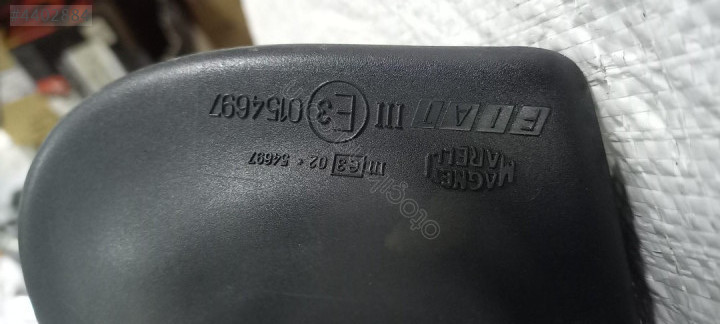 MAGNETI
MARELLI
III e3 02 * 54697
FIAT III E3 0154697